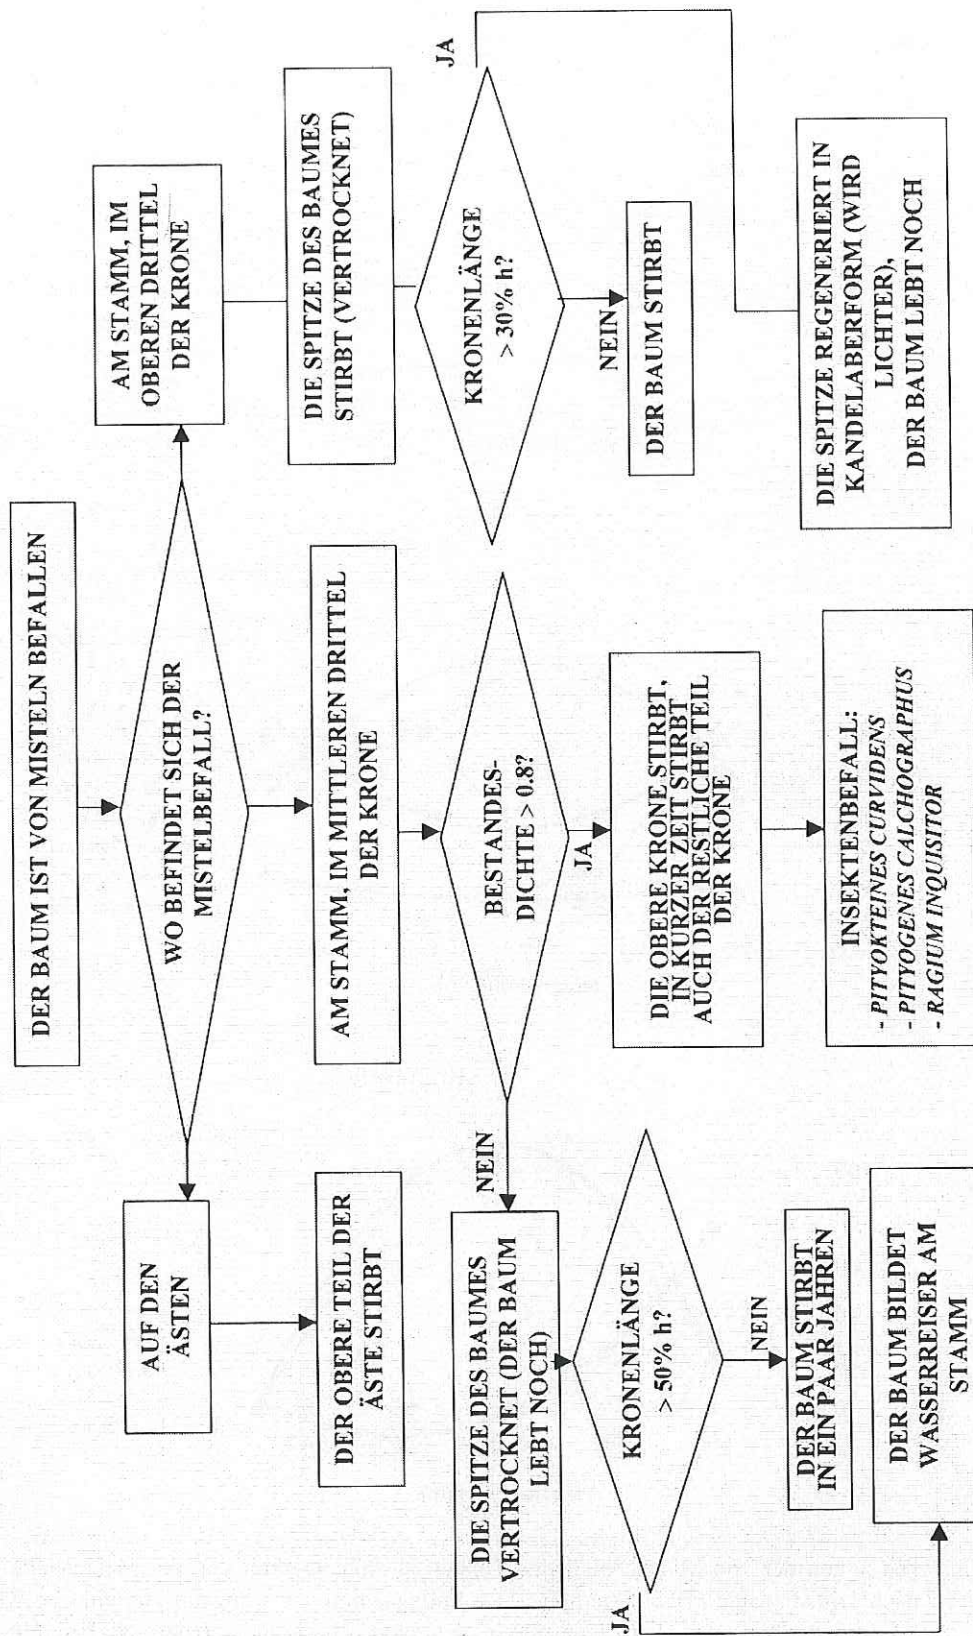 DER BAUM IST VON MISTELN BEFALLEN
WO BEFINDET SICH DER
MISTELBEFALL?
AUF DEN
ÄSTEN
DER OBERE TEIL DER
ÄSTE STIRBT
AM STAMM, IM MITTLEREN DRITTEL
DER KRONE
BESTANDES-
DICHTE > 0.8?
NEIN
DIE SPITZE DES BAUMES
VERTROCKNET (DER BAUM
LEBT NOCH)
KRONENLÄNGE
> 50% h?
NEIN
DER BAUM STIRBT
IN EIN PAAR JAHREN
JA
DER BAUM BILDET
WASSERREISER AM
STAMM
JA
DIE OBERE KRONE STIRBT,
IN KURZER ZEIT STIRBT
AUCH DER RESTLICHE TEIL
DER KRONE
INSEKTENBEFALL:
- PITYOKTEINES CURVIDENS
- PITYOGENES CALCHOGRAPHUS
- RAGIUM INQUISITOR
AM STAMM, IM
OBEREN DRITTEL
DER KRONE
DIE SPITZE DES BAUMES
STIRBT (VERTROCKNET)
KRONENLÄNGE
> 30% h?
NEIN
DER BAUM STIRBT
JA
DIE SPITZE REGENERIERT IN
KANDELABERFORM (WIRD
LICHTER),
DER BAUM LEBT NOCH